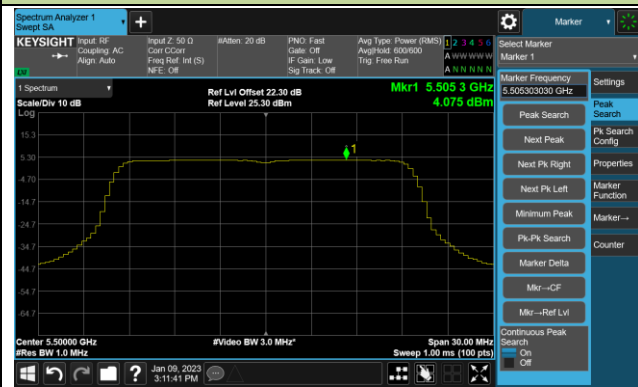 Spectrum Analyzer 1
Swept SA
Marker
KEYSIGHT
Input: RF
Coupling: AC
Align: Auto
Input Z: 50 Ω
Corr CCorr
Freq Ref: Int (S)
NFE: Off
#Atten: 20 dB
PNO: Fast
Gate: Off
IF Gain: Low
Sig Track: Off
Avg Type: Power (RMS)
Avg|Hold: 600/600
Trig: Free Run
1 2 3 4 5 6
A W W W W W
A N N N N N
Select Marker
Marker 1
LXI
1 Spectrum
Scale/Div 10 dB
Log
Ref Lvl Offset 22.30 dB
Ref Level 25.30 dBm
Mkr1 5.505 3 GHz
4.075 dBm
15.3
5.30
-4.70
-14.7
-24.7
-34.7
-44.7
-54.7
-64.7
1
Center 5.50000 GHz
#Res BW 1.0 MHz
#Video BW 3.0 MHz*
Span 30.00 MHz
Sweep 1.00 ms (100 pts)
Marker Frequency
5.505303030 GHz
Peak Search
Next Peak
Next Pk Right
Next Pk Left
Minimum Peak
Pk-Pk Search
Marker Delta
Mkr→CF
Mkr→Ref Lvl
Continuous Peak
Search
On
Off
Settings
Peak
Search
Pk Search
Config
Properties
Marker
Function
Marker→
Counter
Jan 09, 2023
3:11:41 PM